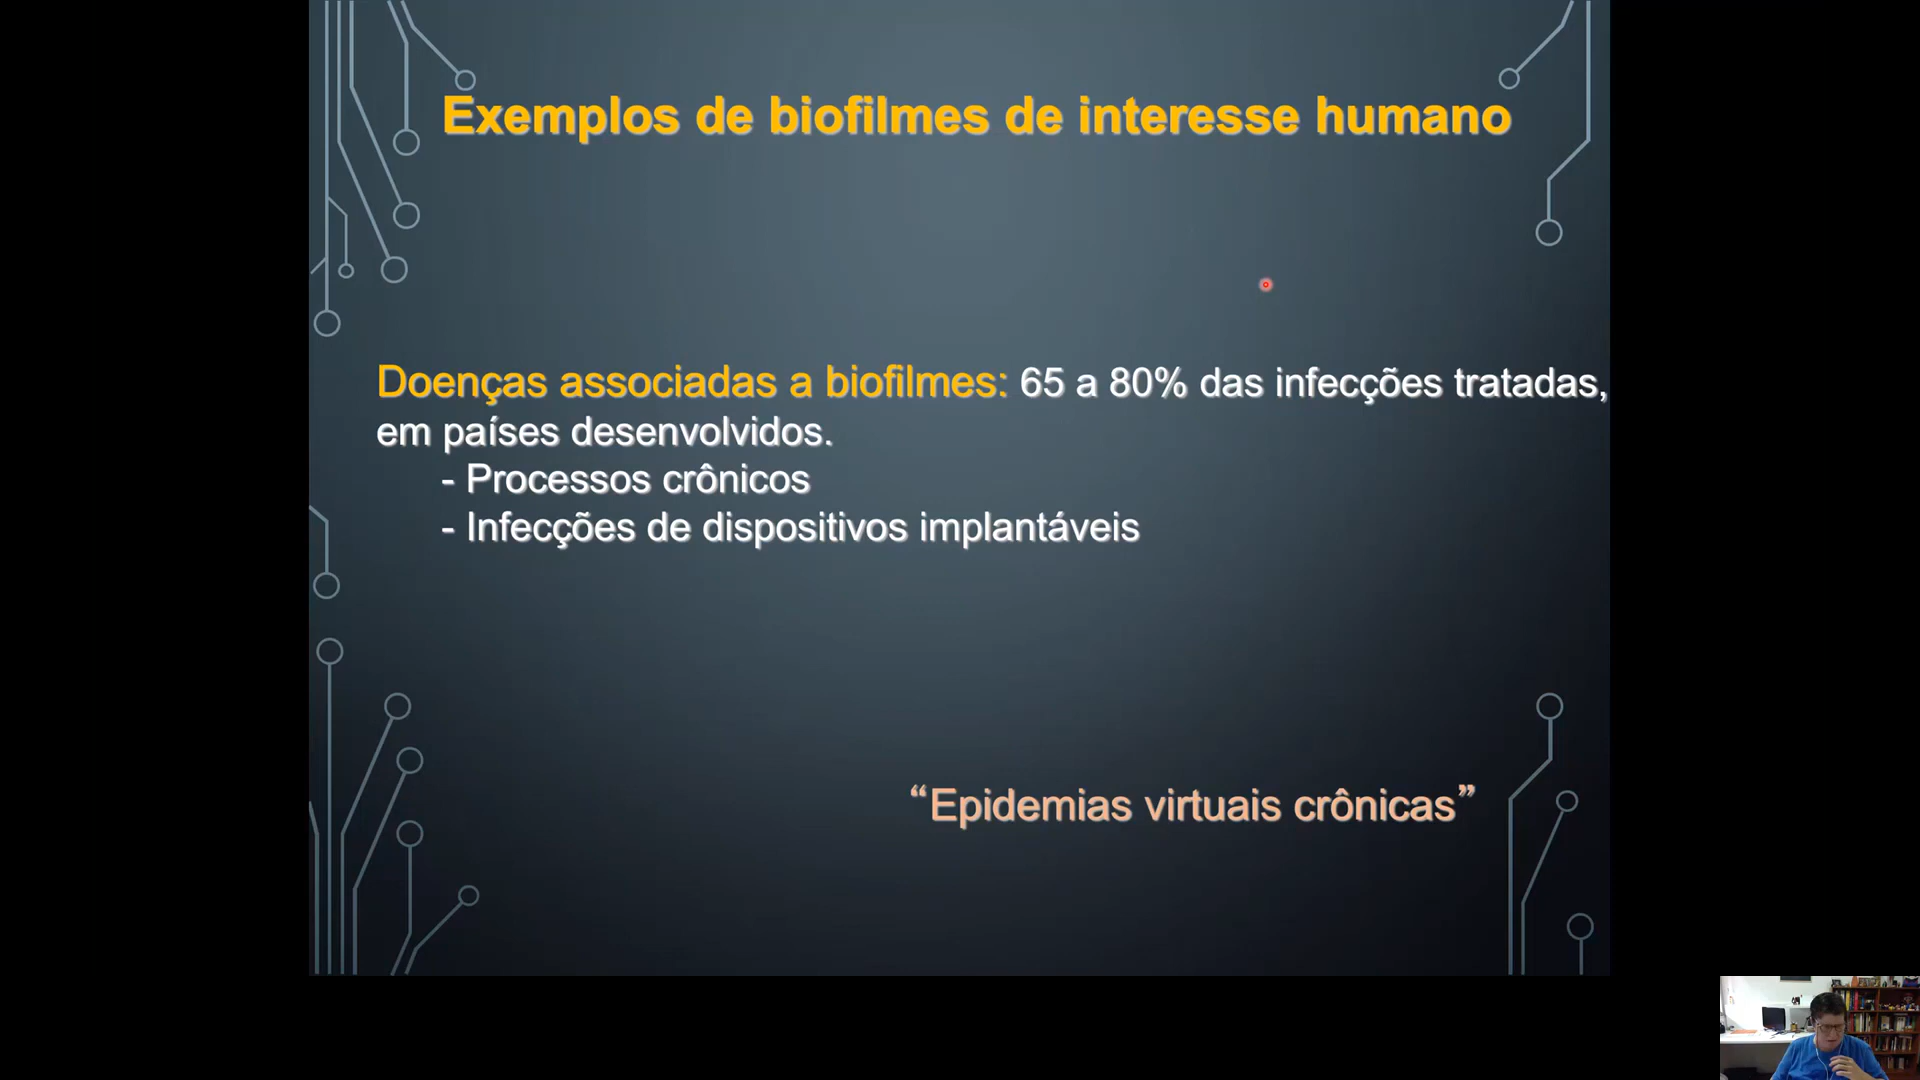 Exemplos de biofilmes de interesse humano
Doenças associadas a biofilmes: 65 a 80% das infecções tratadas,
em países desenvolvidos.
- Processos crônicos
- Infecções de dispositivos implantáveis
“Epidemias virtuais crônicas”